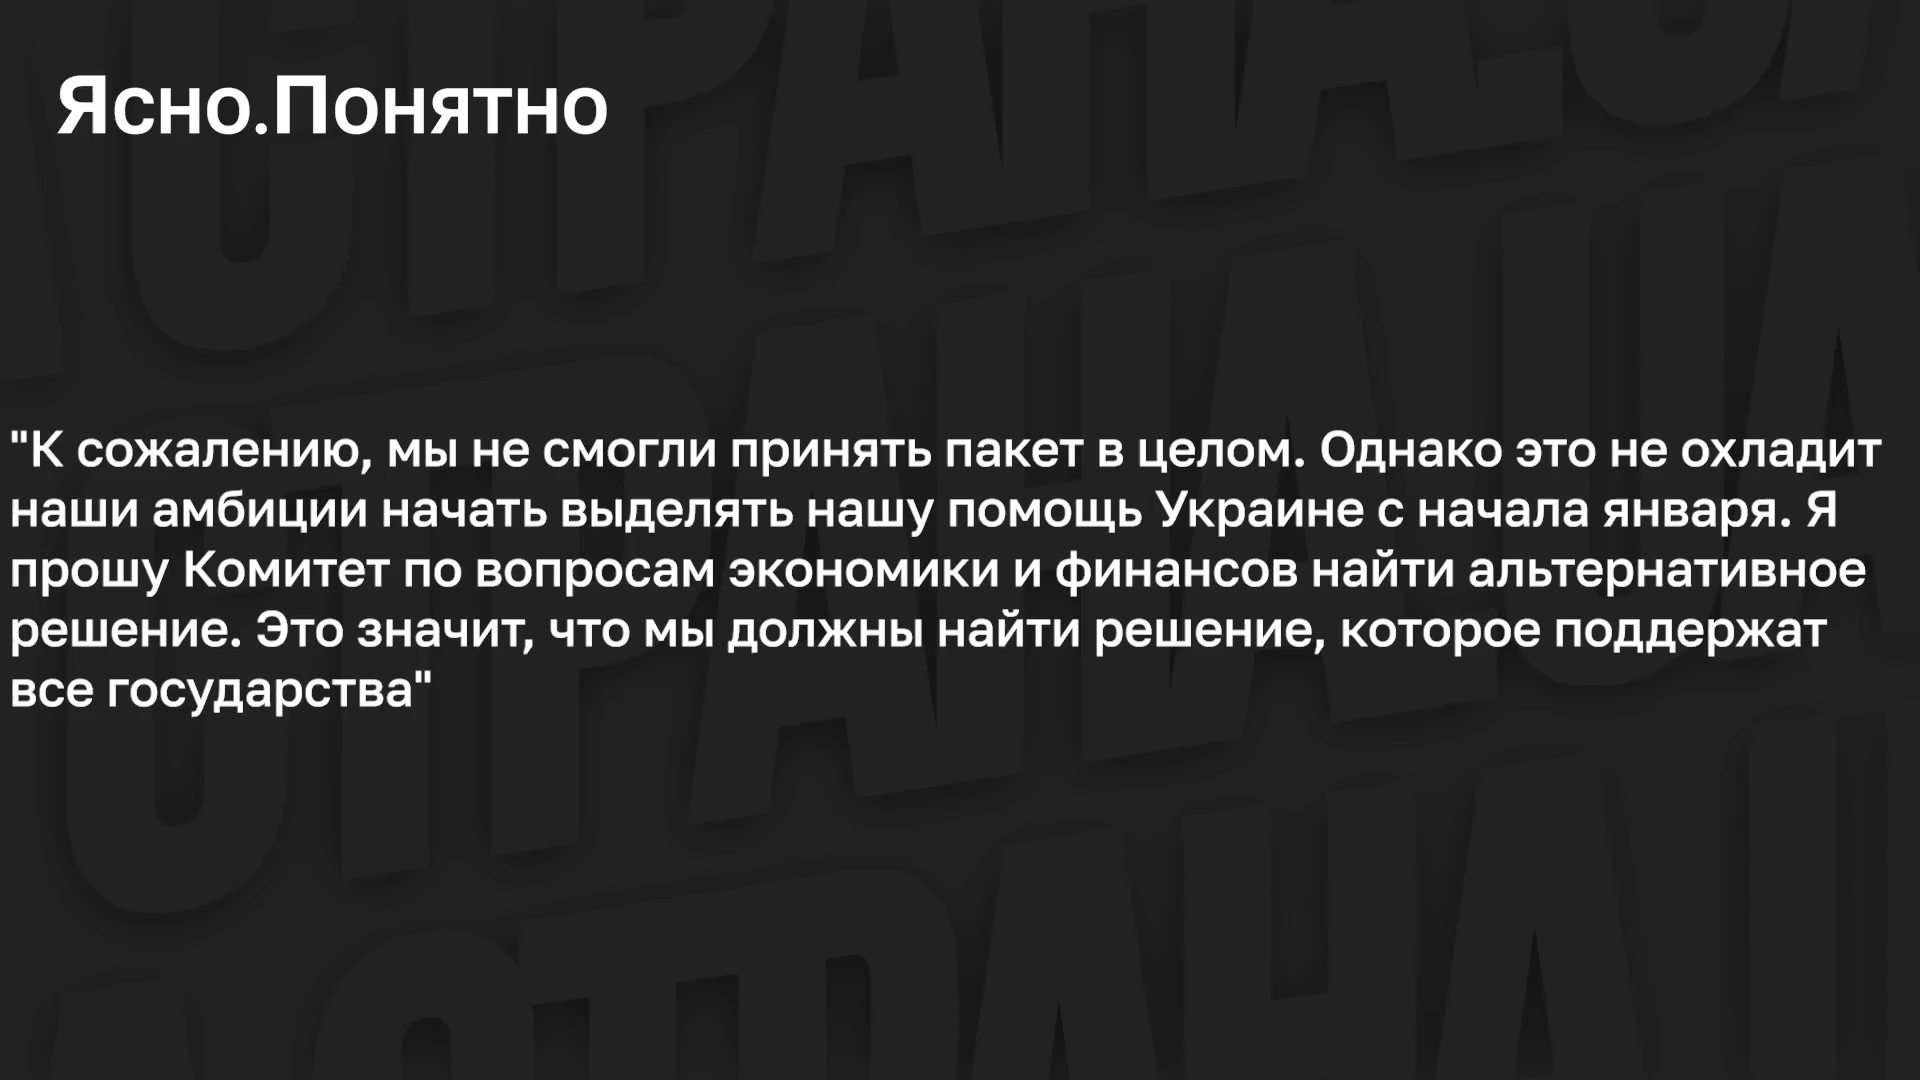 Ясно.Понятно
"К сожалению, мы не смогли принять пакет в целом. Однако это не охладит
наши амбиции начать выделять нашу помощь Украине с начала января. Я
прошу Комитет по вопросам экономики и финансов найти альтернативное
решение. Это значит, что мы должны найти решение, которое поддержат
все государства"